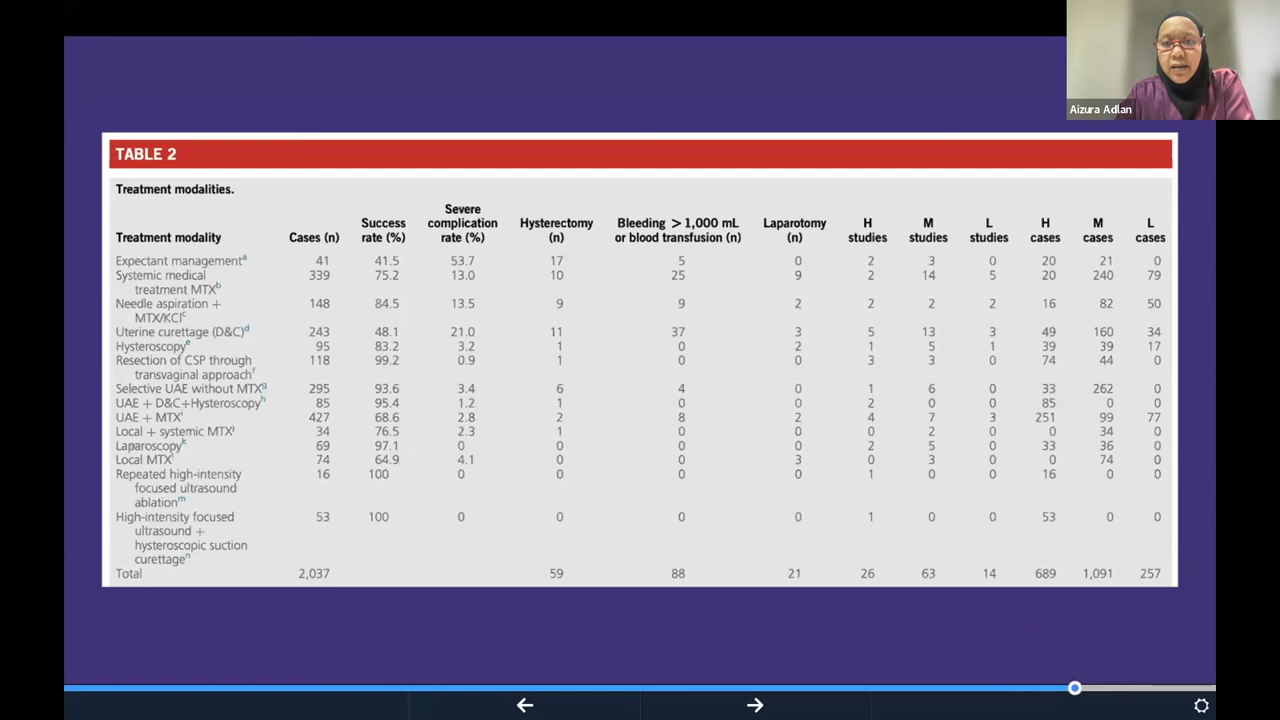 Aizura Adlan
TABLE 2
Treatment modalities.
Treatment modality Cases (n) Success rate (%) Severe complication rate (%) Hysterectomy (n) Bleeding > 1,000 mL or blood transfusion (n) Laparotomy (n) H studies M studies L studies H cases M cases L cases
Expectant managementᵃ 41 41.5 53.7 17 5 0 2 3 0 20 21 0
Systemic medical 339 75.2 13.0 10 25 9 2 14 5 20 240 79
treatment MTXᵇ
Needle aspiration + 148 84.5 13.5 9 9 2 2 2 2 16 82 50
MTX/KClᶜ
Uterine curettage (D&C)ᵈ 243 48.1 21.0 11 37 3 5 13 3 49 160 34
Hysteroscopyᵉ 95 83.2 3.2 1 0 2 1 5 1 39 39 17
Resection of CSP through 118 99.2 0.9 1 0 0 3 3 0 74 44 0
transvaginal approachᶠ
Selective UAE without MTXᵍ 295 93.6 3.4 6 4 0 1 6 0 33 262 0
UAE + D&C+Hysteroscopyʰ 85 95.4 1.2 1 0 0 2 0 0 85 0 0
UAE + MTXⁱ 427 68.6 2.8 2 8 2 4 7 3 251 99 77
Local + systemic MTXʲ 34 76.5 2.3 1 0 0 0 2 0 0 34 0
Laparoscopyᵏ 69 97.1 0 0 0 0 2 5 0 33 36 0
Local MTXˡ 74 64.9 4.1 0 0 3 0 3 0 0 74 0
Repeated high-intensity 16 100 0 0 0 0 1 0 0 16 0 0
focused ultrasound
ablationᵐ
High-intensity focused 53 100 0 0 0 0 1 0 0 53 0 0
ultrasound +
hysteroscopic suction
curettageⁿ
Total 2,037 59 88 21 26 63 14 689 1,091 257